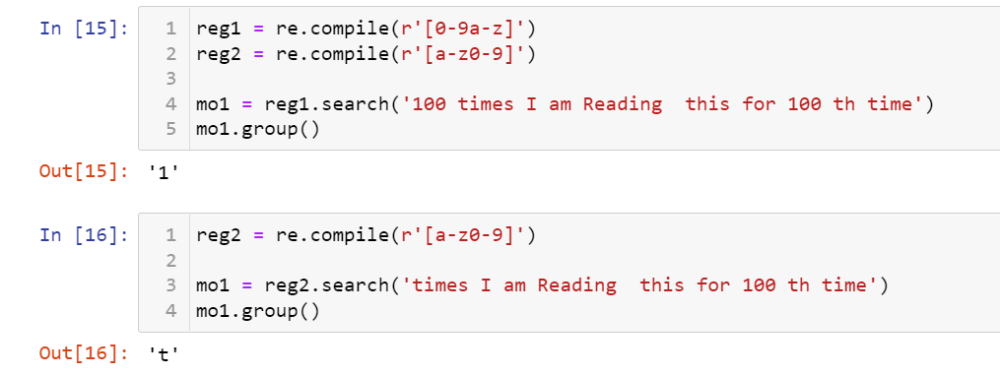 In [15]:
1 reg1 = re.compile(r'[0-9a-z]')
2 reg2 = re.compile(r'[a-z0-9]')
3
4 mo1 = reg1.search('100 times I am Reading  this for 100 th time')
5 mo1.group()
Out[15]: '1'
In [16]:
1 reg2 = re.compile(r'[a-z0-9]')
2
3 mo1 = reg2.search('times I am Reading  this for 100 th time')
4 mo1.group()
Out[16]: 't'